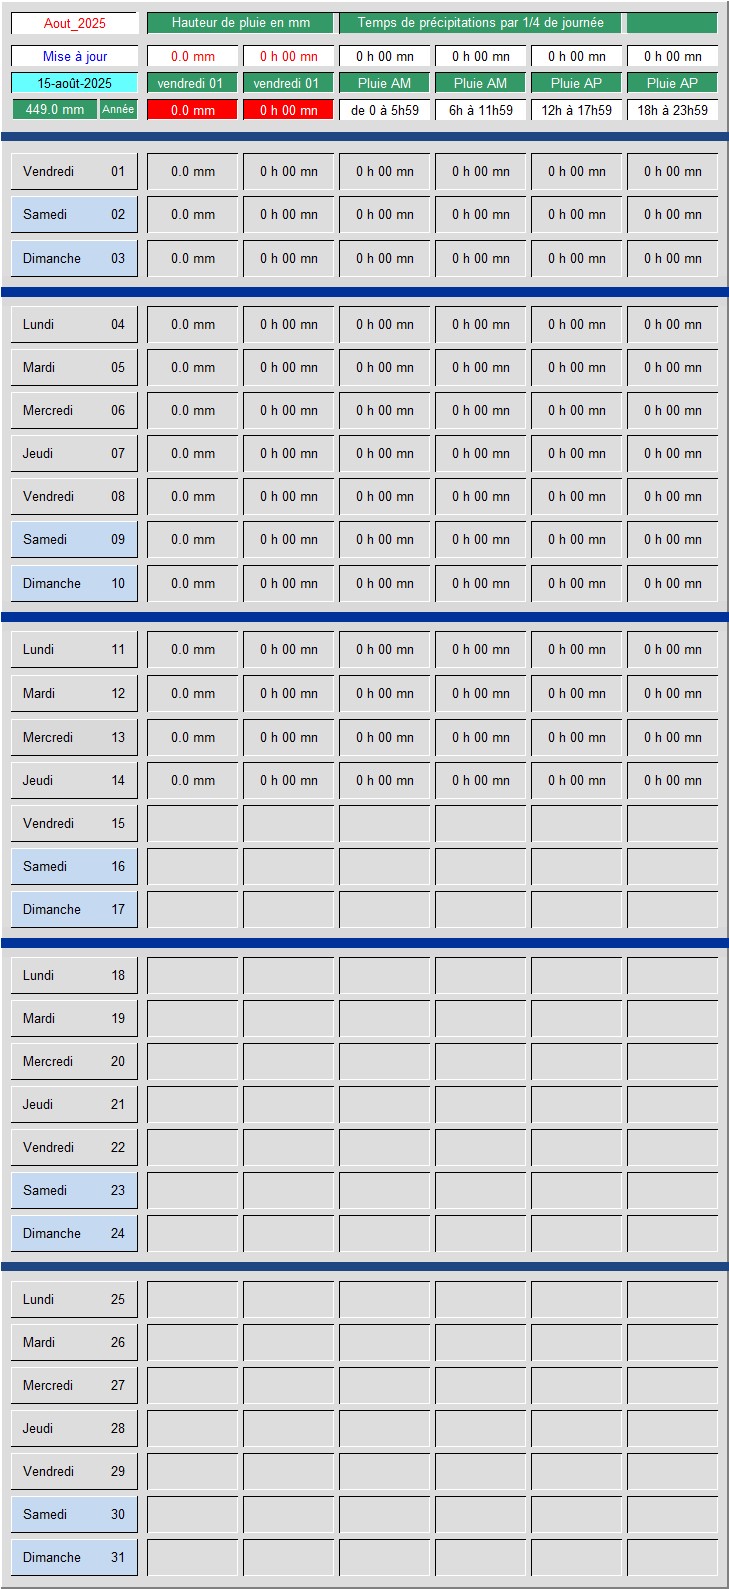 Aout_2025 Hauteur de pluie en mm Temps de précipitations par 1/4 de journée
Mise à jour 0.0 mm 0 h 00 mn 0 h 00 mn 0 h 00 mn 0 h 00 mn 0 h 00 mn
15-août-2025 vendredi 01 vendredi 01 Pluie AM Pluie AM Pluie AP Pluie AP
449.0 mm Année 0.0 mm 0 h 00 mn de 0 à 5h59 6h à 11h59 12h à 17h59 18h à 23h59
Vendredi 01 0.0 mm 0 h 00 mn 0 h 00 mn 0 h 00 mn 0 h 00 mn 0 h 00 mn
Samedi 02 0.0 mm 0 h 00 mn 0 h 00 mn 0 h 00 mn 0 h 00 mn 0 h 00 mn
Dimanche 03 0.0 mm 0 h 00 mn 0 h 00 mn 0 h 00 mn 0 h 00 mn 0 h 00 mn
Lundi 04 0.0 mm 0 h 00 mn 0 h 00 mn 0 h 00 mn 0 h 00 mn 0 h 00 mn
Mardi 05 0.0 mm 0 h 00 mn 0 h 00 mn 0 h 00 mn 0 h 00 mn 0 h 00 mn
Mercredi 06 0.0 mm 0 h 00 mn 0 h 00 mn 0 h 00 mn 0 h 00 mn 0 h 00 mn
Jeudi 07 0.0 mm 0 h 00 mn 0 h 00 mn 0 h 00 mn 0 h 00 mn 0 h 00 mn
Vendredi 08 0.0 mm 0 h 00 mn 0 h 00 mn 0 h 00 mn 0 h 00 mn 0 h 00 mn
Samedi 09 0.0 mm 0 h 00 mn 0 h 00 mn 0 h 00 mn 0 h 00 mn 0 h 00 mn
Dimanche 10 0.0 mm 0 h 00 mn 0 h 00 mn 0 h 00 mn 0 h 00 mn 0 h 00 mn
Lundi 11 0.0 mm 0 h 00 mn 0 h 00 mn 0 h 00 mn 0 h 00 mn 0 h 00 mn
Mardi 12 0.0 mm 0 h 00 mn 0 h 00 mn 0 h 00 mn 0 h 00 mn 0 h 00 mn
Mercredi 13 0.0 mm 0 h 00 mn 0 h 00 mn 0 h 00 mn 0 h 00 mn 0 h 00 mn
Jeudi 14 0.0 mm 0 h 00 mn 0 h 00 mn 0 h 00 mn 0 h 00 mn 0 h 00 mn
Vendredi 15
Samedi 16
Dimanche 17
Lundi 18
Mardi 19
Mercredi 20
Jeudi 21
Vendredi 22
Samedi 23
Dimanche 24
Lundi 25
Mardi 26
Mercredi 27
Jeudi 28
Vendredi 29
Samedi 30
Dimanche 31